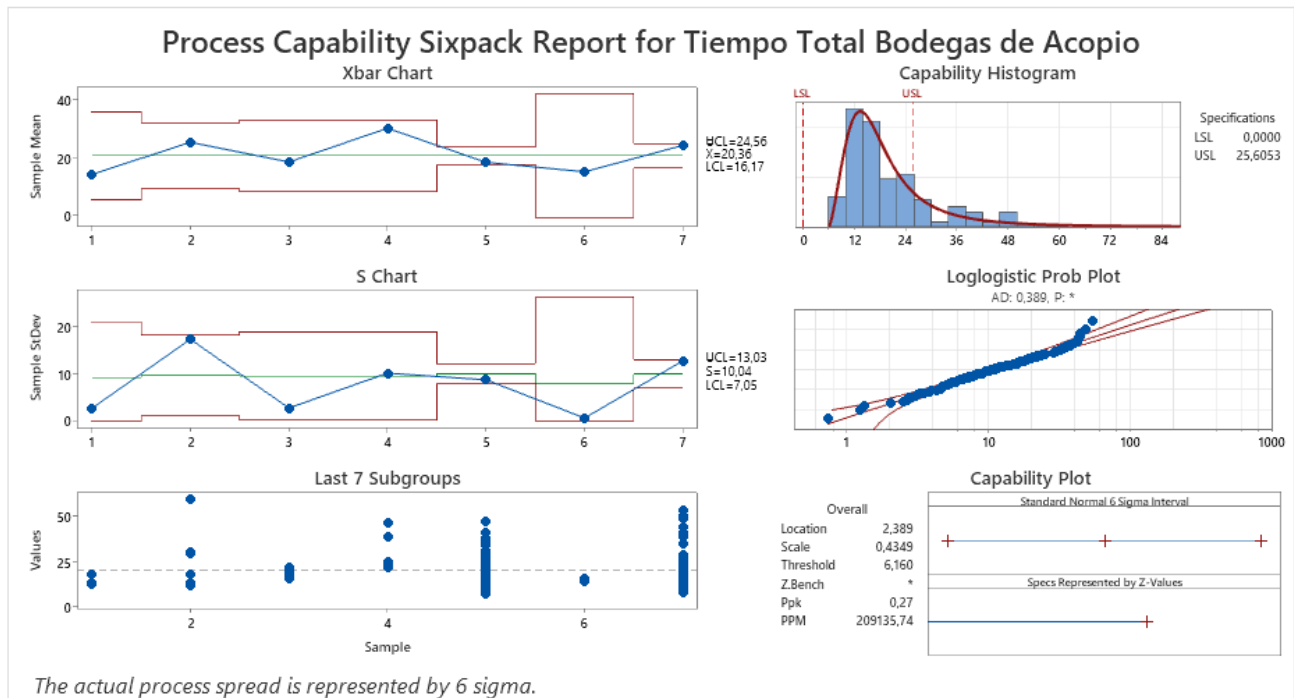 Process Capability Sixpack Report for Tiempo Total Bodegas de Acopio
Xbar Chart
Sample Mean
40
20
0
UCL=24,56
X=20,36
LCL=16,17
1 2 3 4 5 6 7
S Chart
Sample StDev
20
10
0
UCL=13,03
S=10,04
LCL=7,05
1 2 3 4 5 6 7
Last 7 Subgroups
Values
50
25
0
2 4 6
Sample
Capability Histogram
LSL USL
0 12 24 36 48 60 72 84
Specifications
LSL 0,0000
USL 25,6053
Loglogistic Prob Plot
AD: 0,389, P: *
1 10 100 1000
Capability Plot
Overall
Location 2,389
Scale 0,4349
Threshold 6,160
Z.Bench *
Ppk 0,27
PPM 209135,74
Standard Normal 6 Sigma Interval
Specs Represented by Z-Values
The actual process spread is represented by 6 sigma.